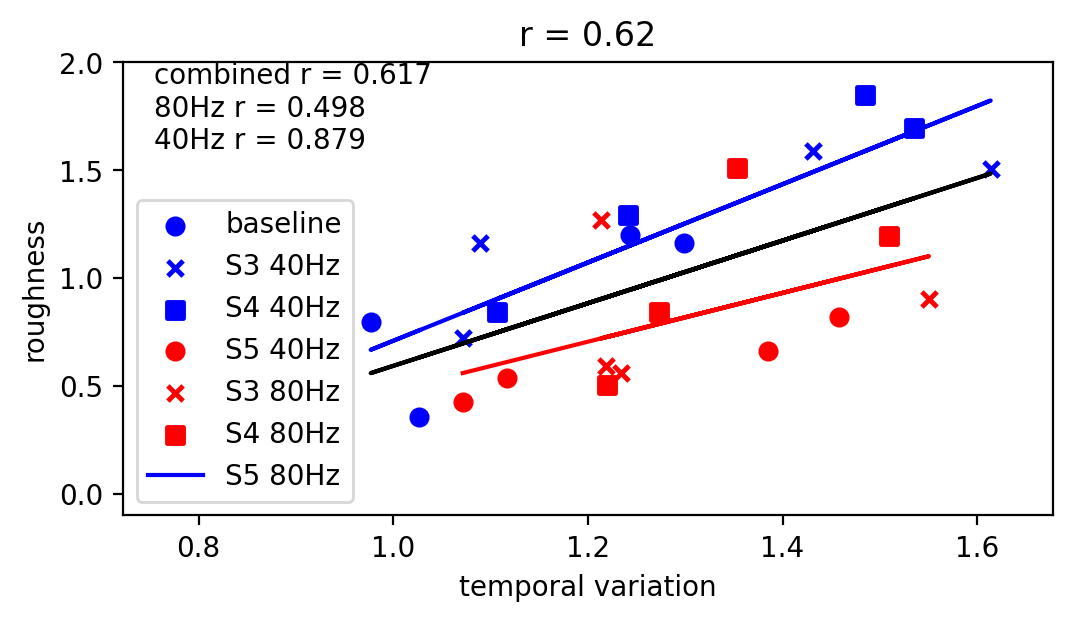 r = 0.62
combined r = 0.617
80Hz r = 0.498
40Hz r = 0.879
baseline
S3 40Hz
S4 40Hz
S5 40Hz
S3 80Hz
S4 80Hz
S5 80Hz
roughness
2.0
1.5
1.0
0.5
0.0
0.8 1.0 1.2 1.4 1.6
temporal variation